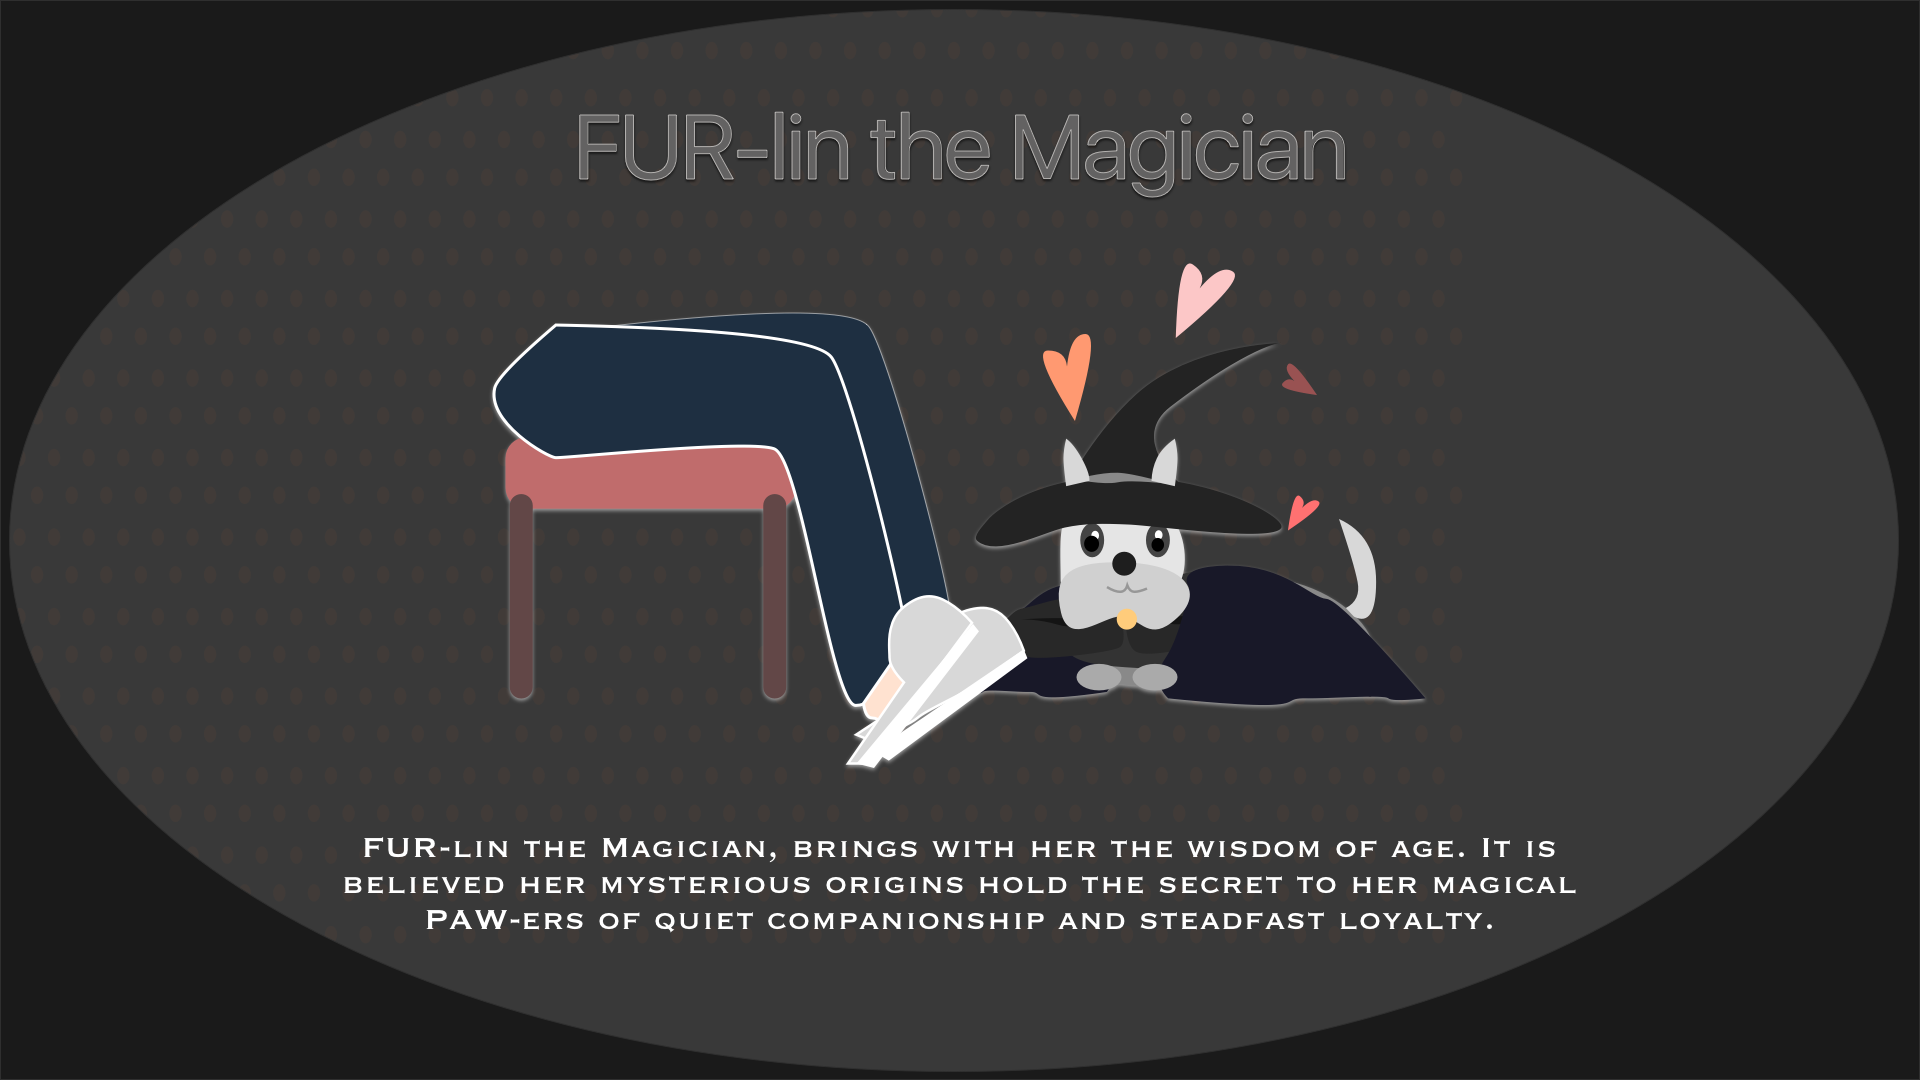 FUR-lin the Magician
FUR-lin the Magician, brings with her the wisdom of age. It is
believed her mysterious origins hold the secret to her magical
PAW-ers of quiet companionship and steadfast loyalty.